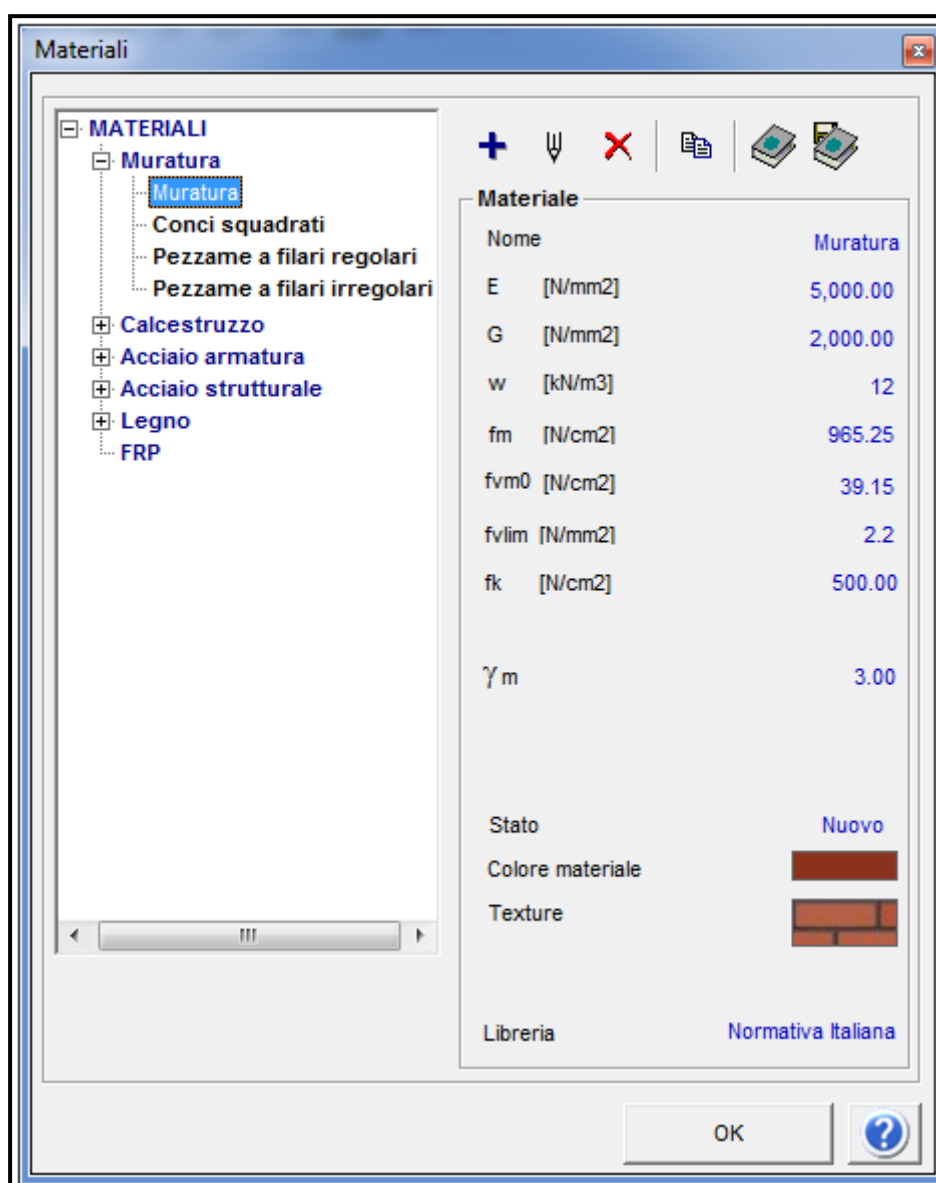 Materiali
MATERIALI
Muratura
Muratura
Conci squadrati
Pezzame a filari regolari
Pezzame a filari irregolari
Calcestruzzo
Acciaio armatura
Acciaio strutturale
Legno
FRP
Materiale
Nome Muratura
E [N/mm2] 5,000.00
G [N/mm2] 2,000.00
w [kN/m3] 12
fm [N/cm2] 965.25
fvm0 [N/cm2] 39.15
fvlim [N/mm2] 2.2
fk [N/cm2] 500.00
γ m 3.00
Stato Nuovo
Colore materiale
Texture
Libreria Normativa Italiana
OK